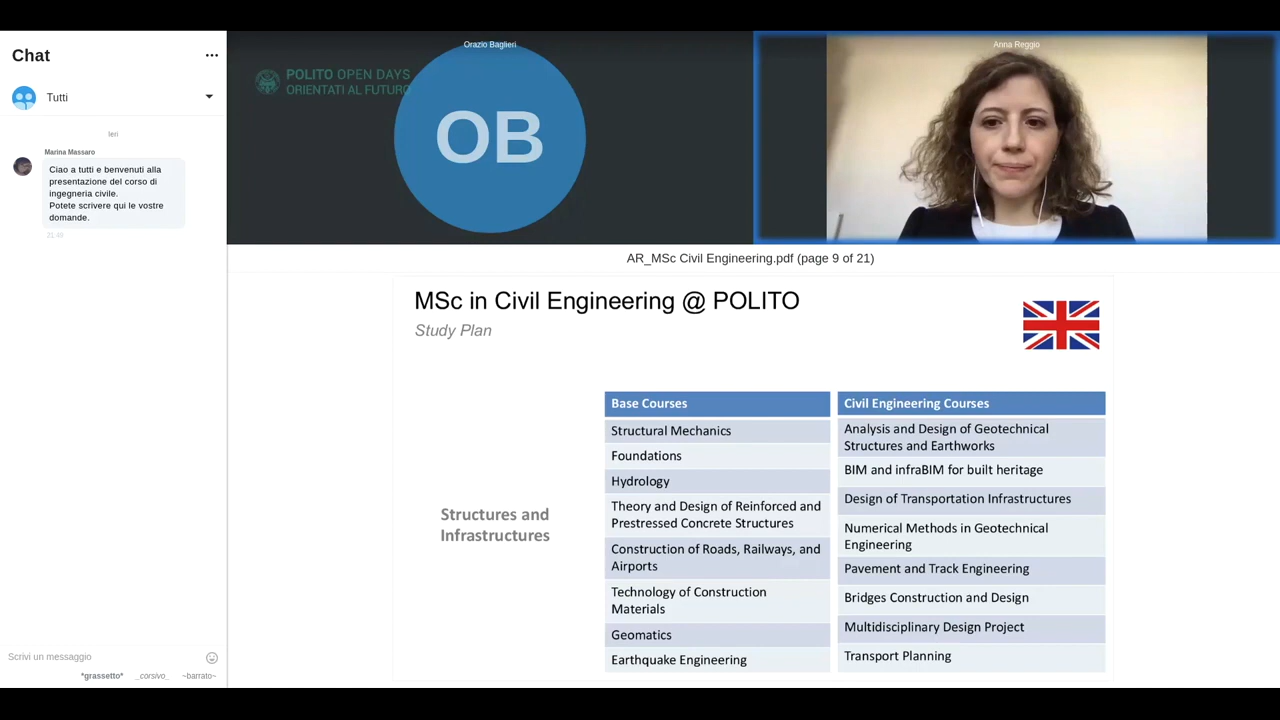 Chat
Tutti
Ieri
Marina Massaro
Ciao a tutti e benvenuti alla
presentazione del corso di
ingegneria civile.
Potete scrivere qui le vostre
domande.
21:48
Scrivi un messaggio
*grassetto* _corsivo_ ~barrato~
Orazio Baglieri
POLITO OPEN DAYS
ORIENTATI AL FUTURO
OB
Anna Reggio
AR_MSc Civil Engineering.pdf (page 9 of 21)
MSc in Civil Engineering @ POLITO
Study Plan
Structures and
Infrastructures
Base Courses
Structural Mechanics
Foundations
Hydrology
Theory and Design of Reinforced and
Prestressed Concrete Structures
Construction of Roads, Railways, and
Airports
Technology of Construction
Materials
Geomatics
Earthquake Engineering
Civil Engineering Courses
Analysis and Design of Geotechnical
Structures and Earthworks
BIM and infraBIM for built heritage
Design of Transportation Infrastructures
Numerical Methods in Geotechnical
Engineering
Pavement and Track Engineering
Bridges Construction and Design
Multidisciplinary Design Project
Transport Planning